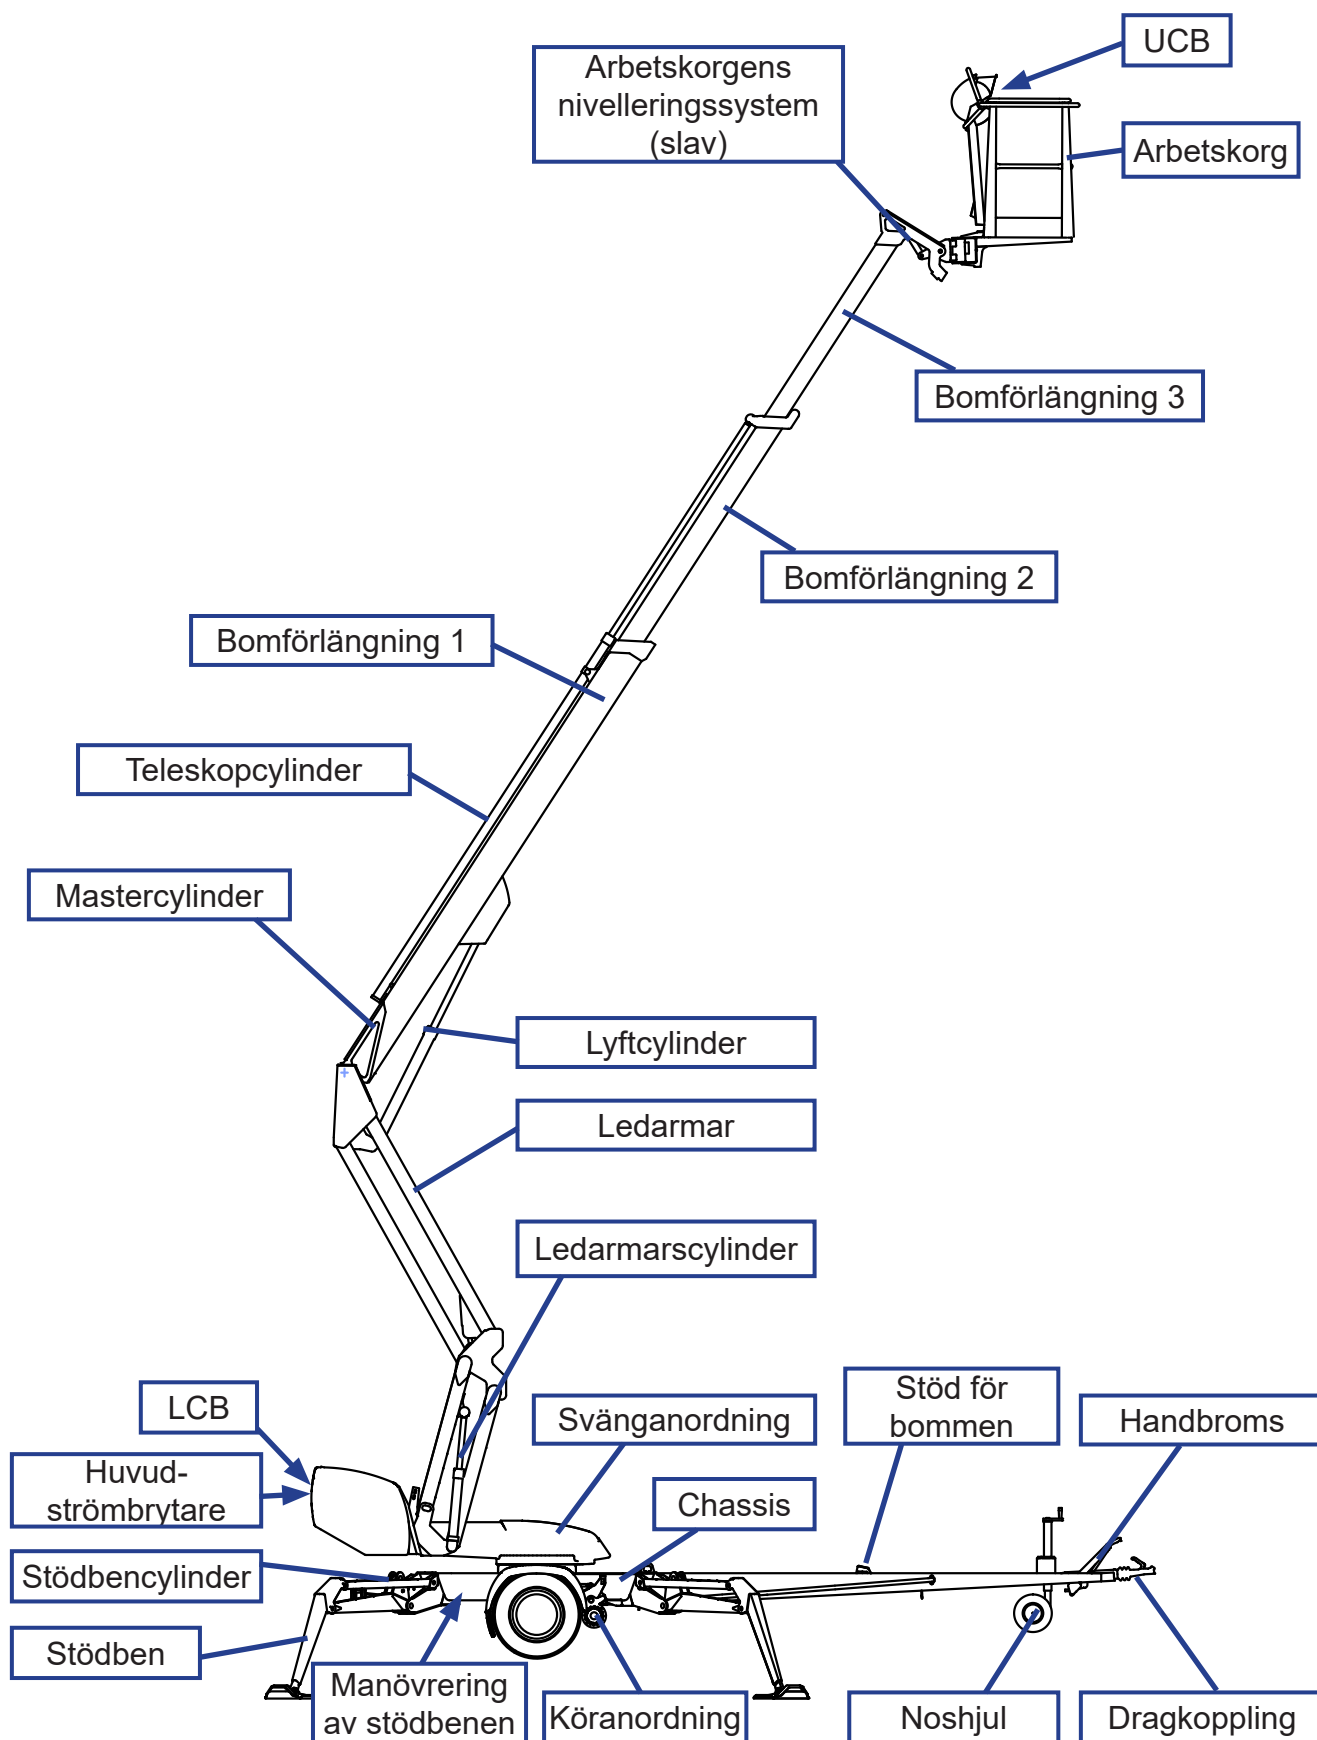 UCB
Arbetskorgens
nivelleringssystem
(slav)
Arbetskorg
Bomförlängning 3
Bomförlängning 2
Bomförlängning 1
Teleskopcylinder
Mastercylinder
Lyftcylinder
Ledarmar
Ledarmarscylinder
LCB
Svänganordning
Stöd för
bommen
Handbroms
Huvud-
strömbrytare
Chassis
Stödbencylinder
Stödben
Manövrering
av stödbenen
Köranordning
Noshjul
Dragkoppling